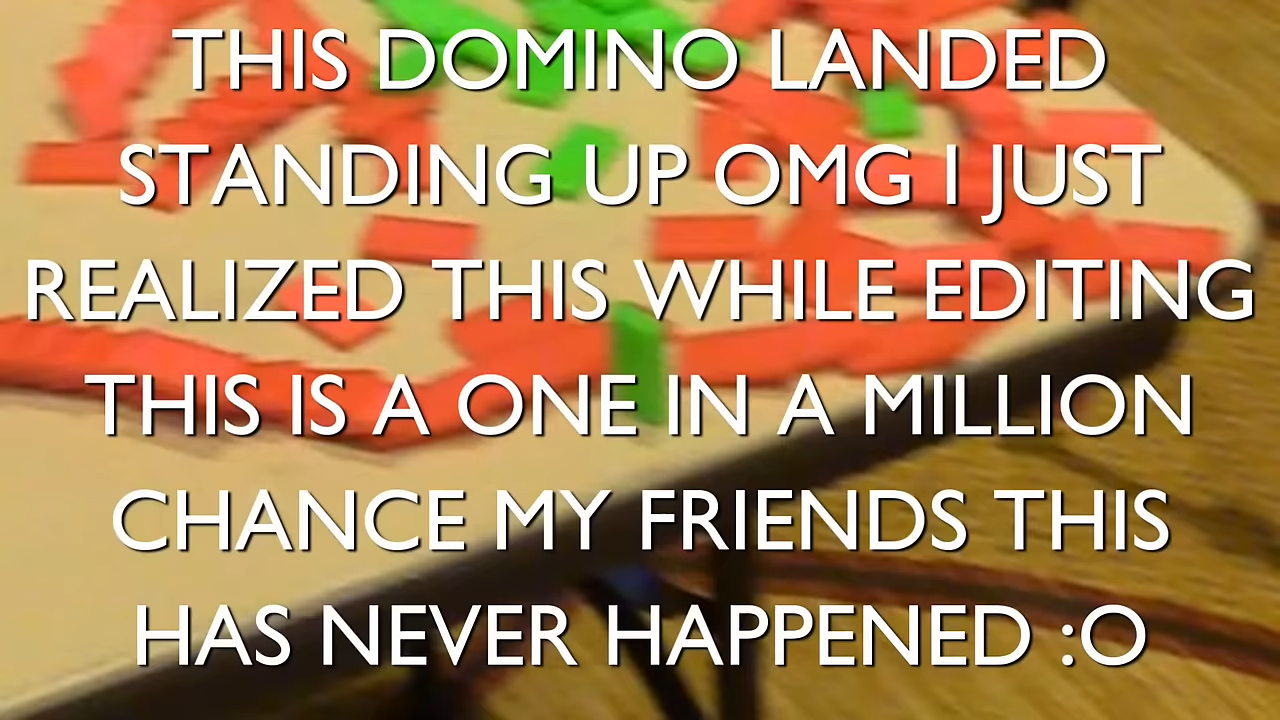 THIS DOMINO LANDED
STANDING UP OMG I JUST
REALIZED THIS WHILE EDITING
THIS IS A ONE IN A MILLION
CHANCE MY FRIENDS THIS
HAS NEVER HAPPENED :O